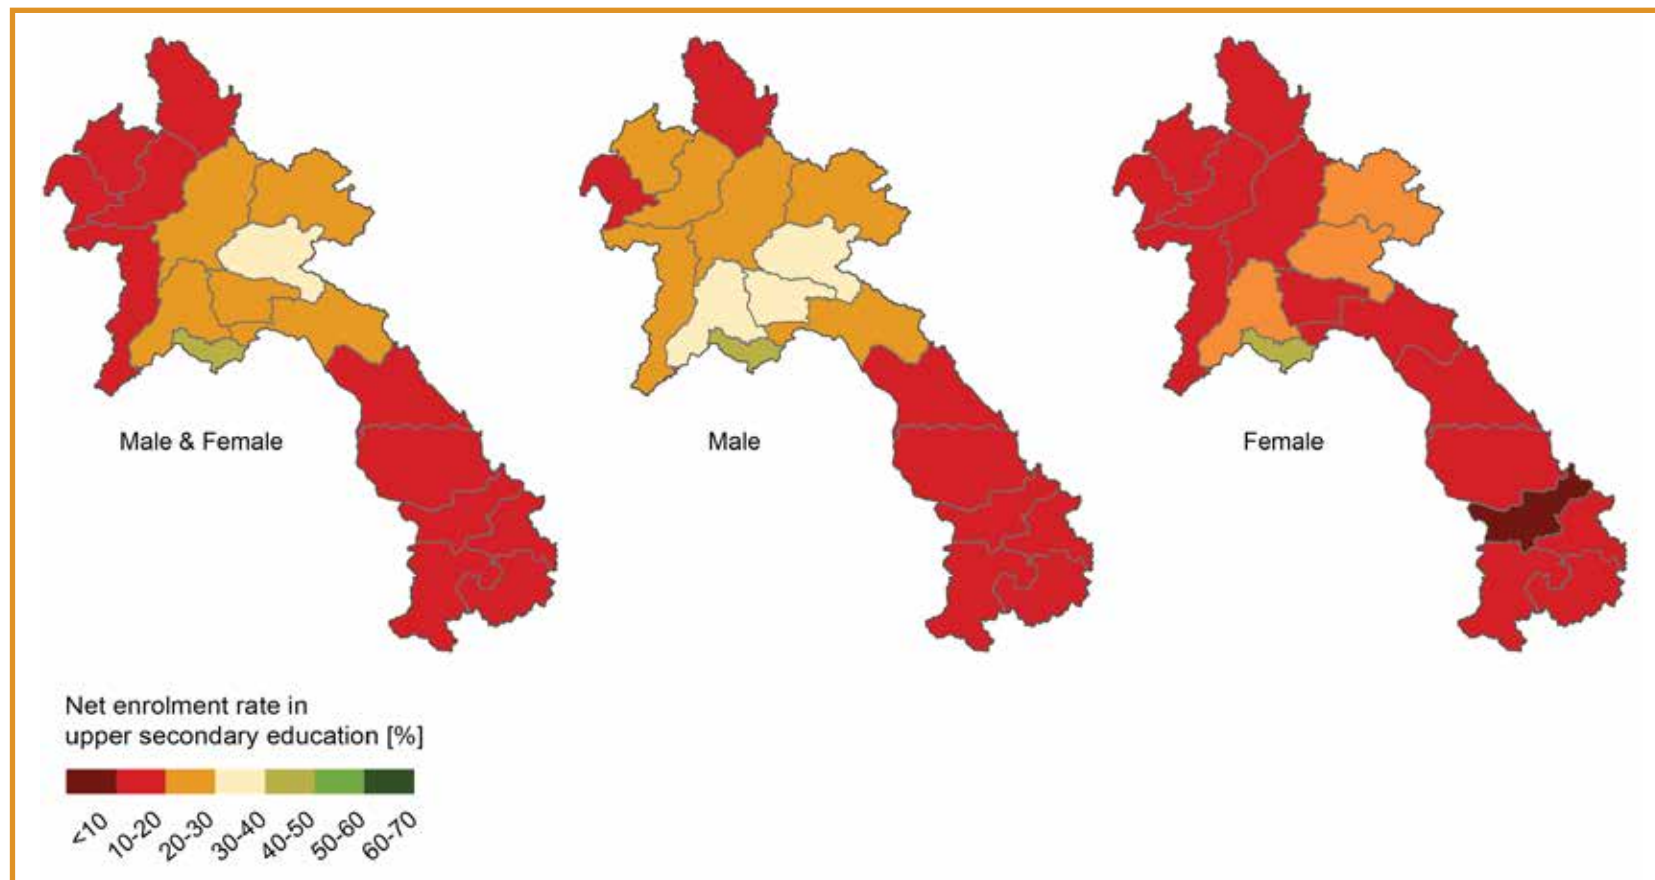 Male & Female
Male
Female
Net enrolment rate in
upper secondary education [%]
<10
10-20
20-30
30-40
40-50
50-60
60-70